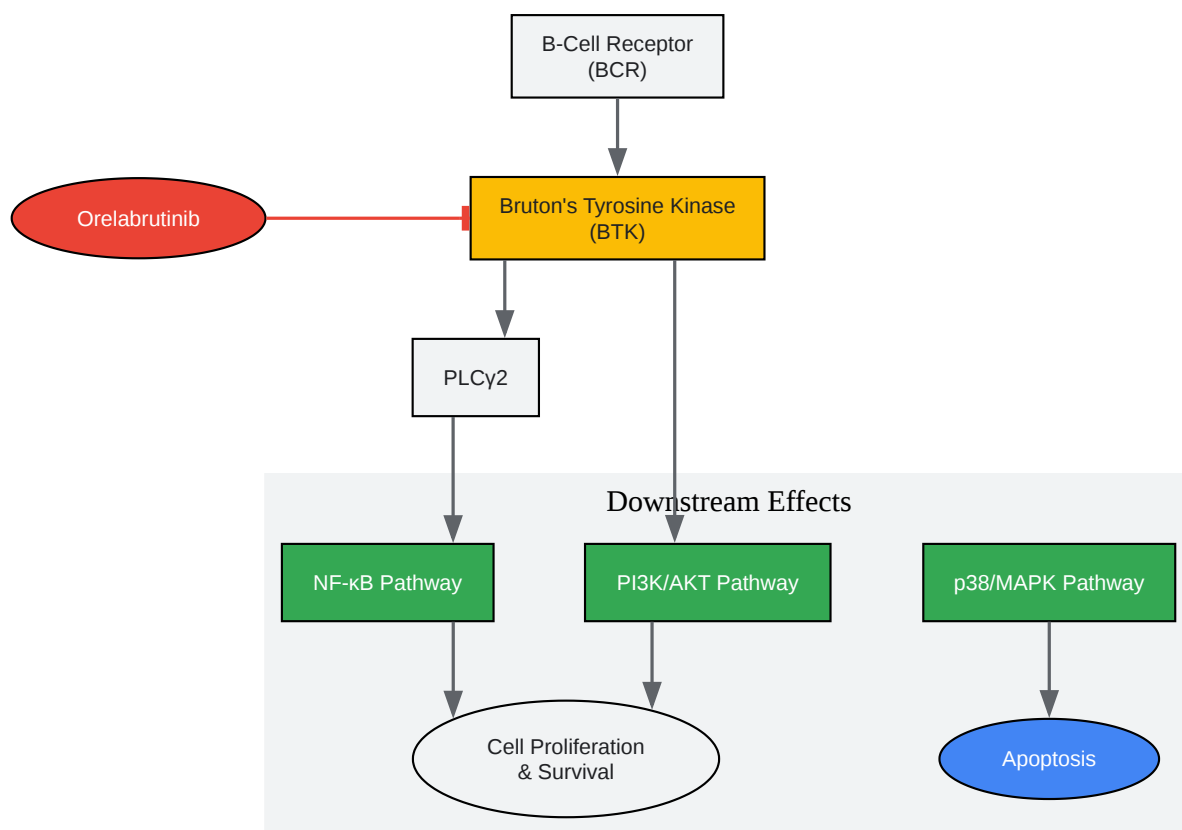 B-Cell Receptor
(BCR)
Orelabrutinib
Bruton's Tyrosine Kinase
(BTK)
PLCγ2
Downstream Effects
NF-κB Pathway
PI3K/AKT Pathway
p38/MAPK Pathway
Cell Proliferation
& Survival
Apoptosis